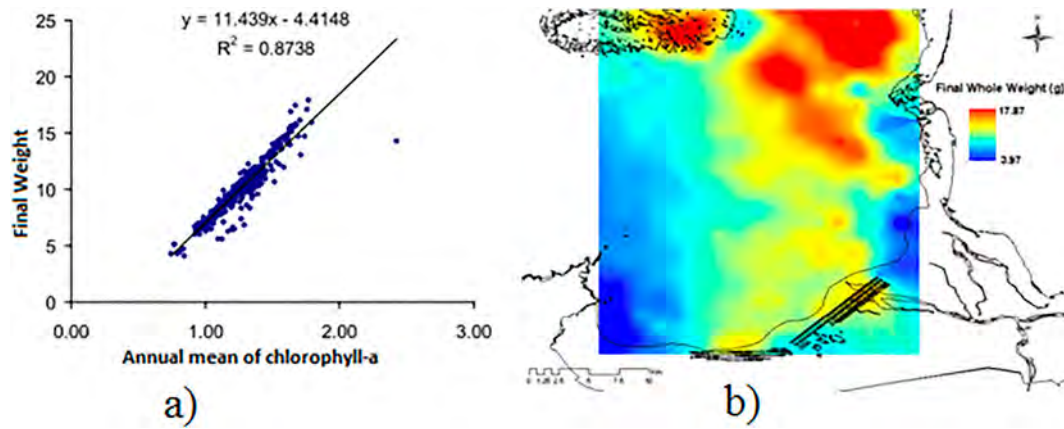 y = 11.439x - 4.4148
R² = 0.8738
25
20
15
10
5
0
0.00 1.00 2.00 3.00
Final Weight
Annual mean of chlorophyll-a
a)
Final Whole Weight (g)
17.87
3.97
b)